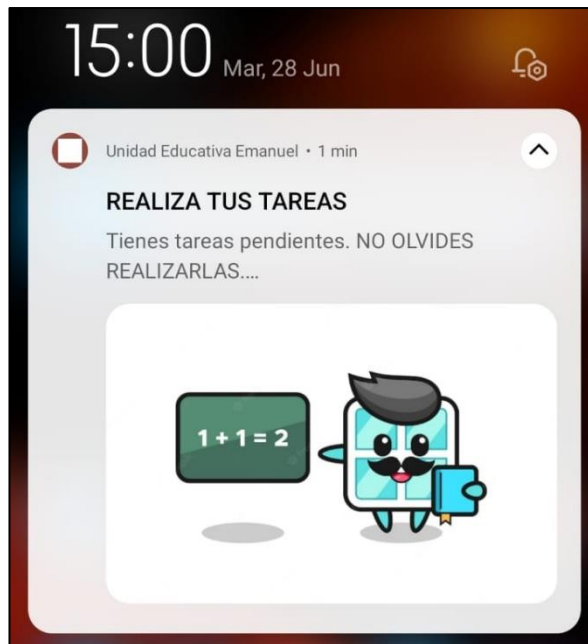 15:00 Mar, 28 Jun
Unidad Educativa Emanuel • 1 min
REALIZA TUS TAREAS
Tienes tareas pendientes. NO OLVIDES
REALIZARLAS....
1 + 1 = 2